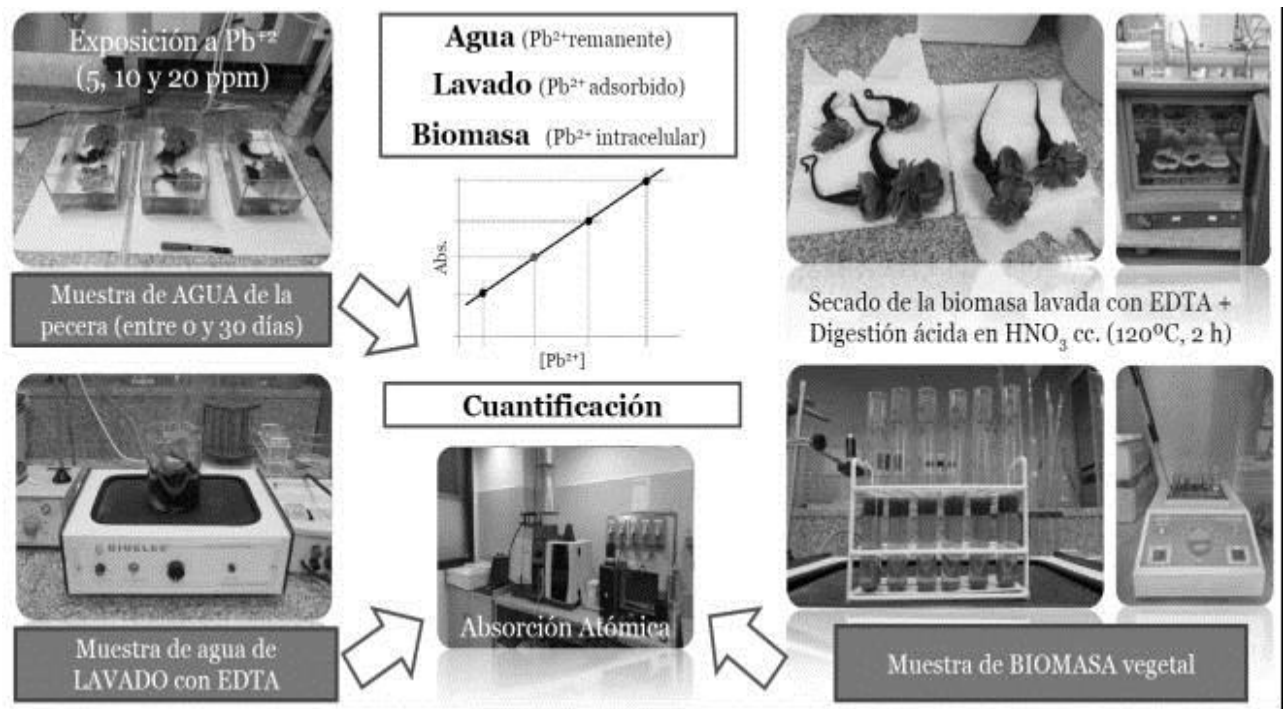 Exposición a Pb⁺²
(5, 10 y 20 ppm)
Muestra de AGUA de la
pecera (entre 0 y 30 días)
Agua (Pb²⁺remanente)
Lavado (Pb²⁺ adsorbido)
Biomasa (Pb²⁺ intracelular)
Abs.
[Pb²⁺]
Cuantificación
Absorción Atómica
Secado de la biomasa lavada con EDTA +
Digestión ácida en HNO₃ cc. (120ºC, 2 h)
Muestra de agua de
LAVADO con EDTA
Muestra de BIOMASA vegetal